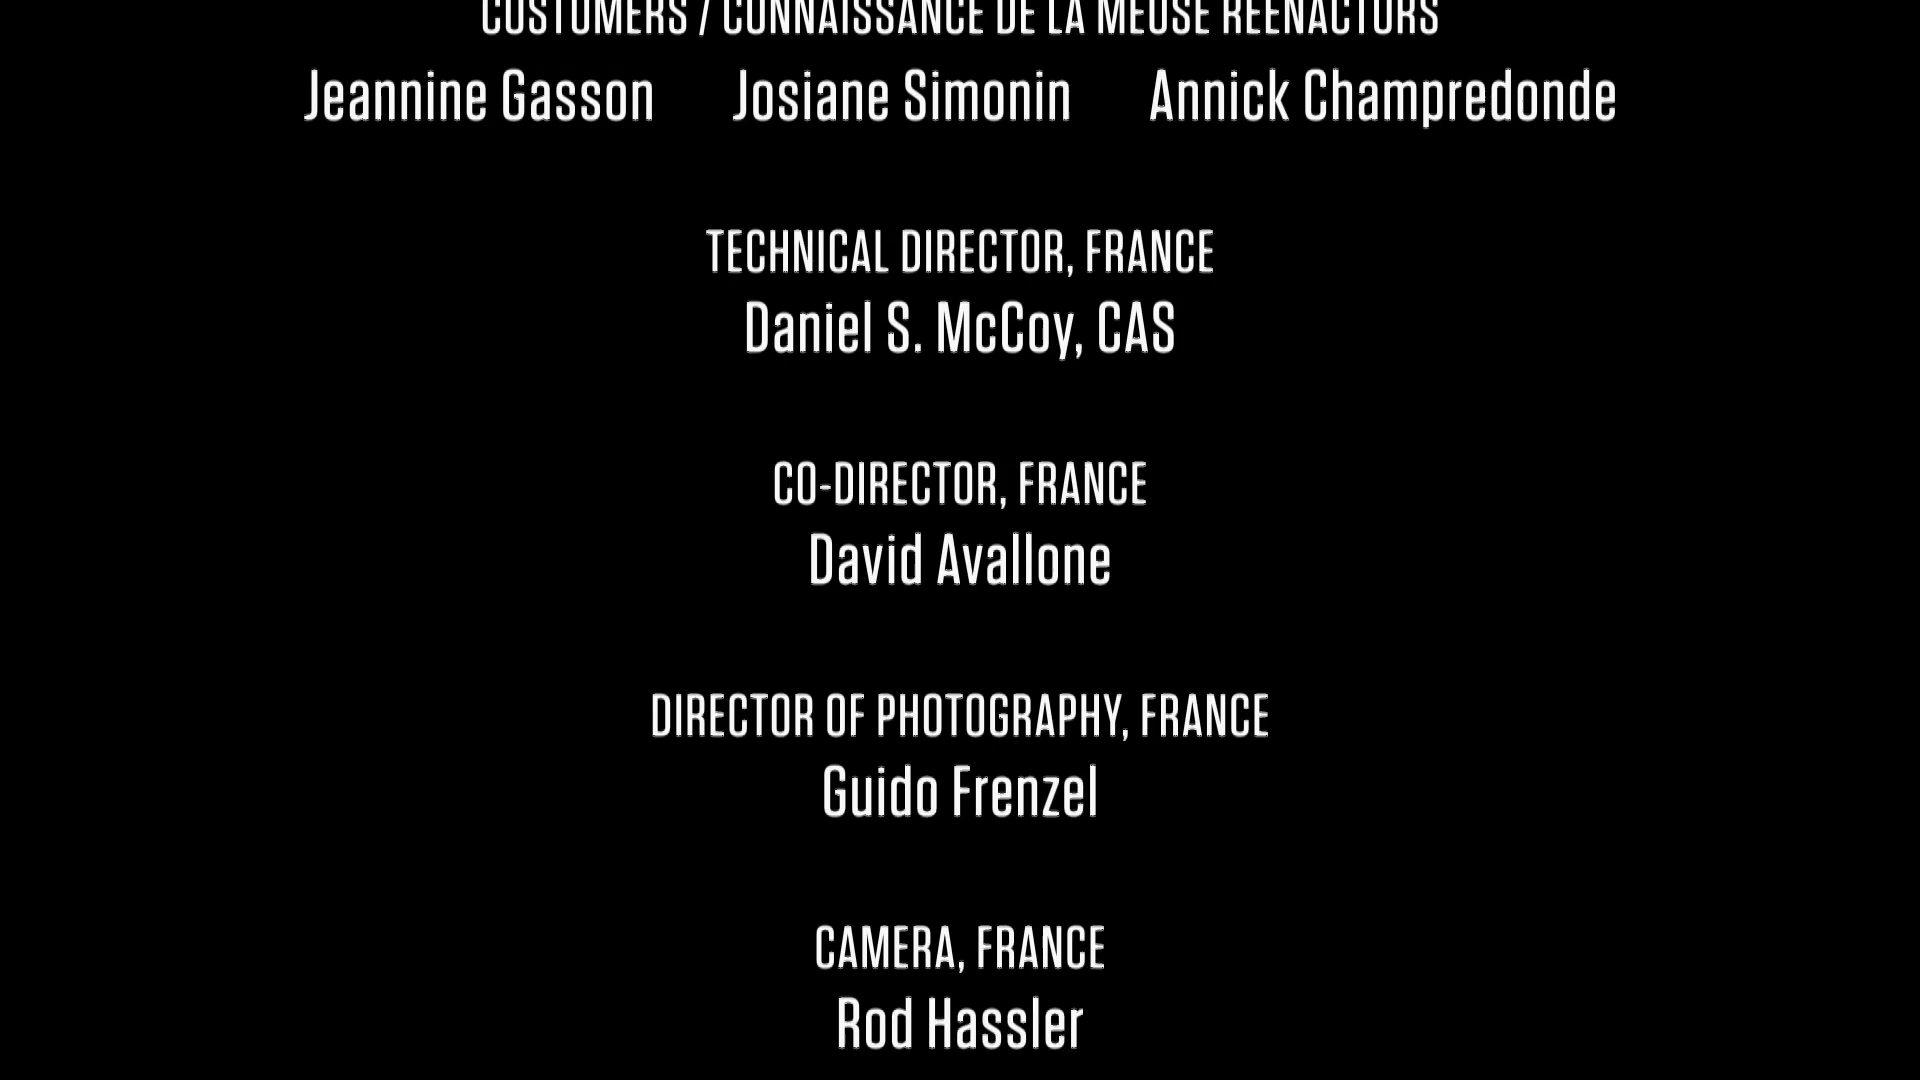 CUSTOMERS / CONNAISSANCE DE LA MEUSE REENACTORS
Jeannine Gasson Josiane Simonin Annick Champredonde
TECHNICAL DIRECTOR, FRANCE
Daniel S. McCoy, CAS
CO-DIRECTOR, FRANCE
David Avallone
DIRECTOR OF PHOTOGRAPHY, FRANCE
Guido Frenzel
CAMERA, FRANCE
Rod Hassler